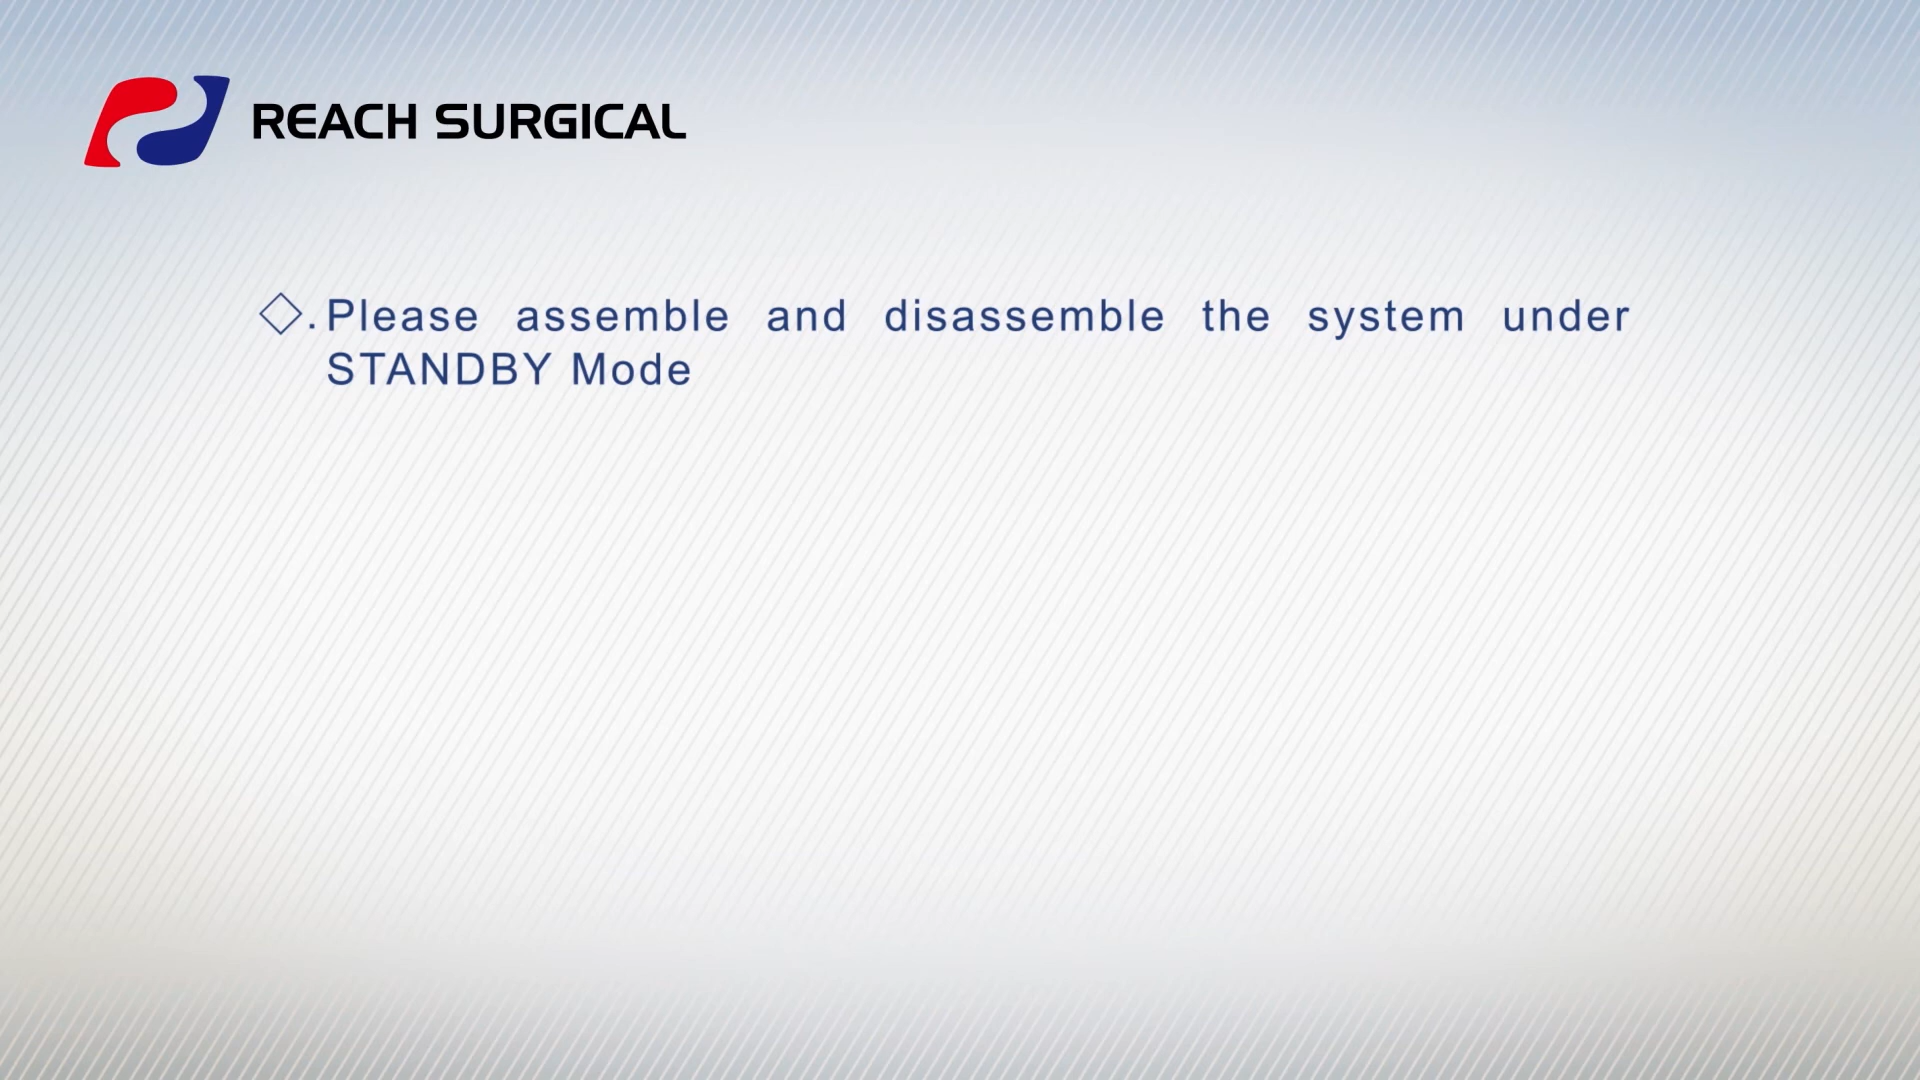 REACH SURGICAL
◇.Please assemble and disassemble the system under
STANDBY Mode